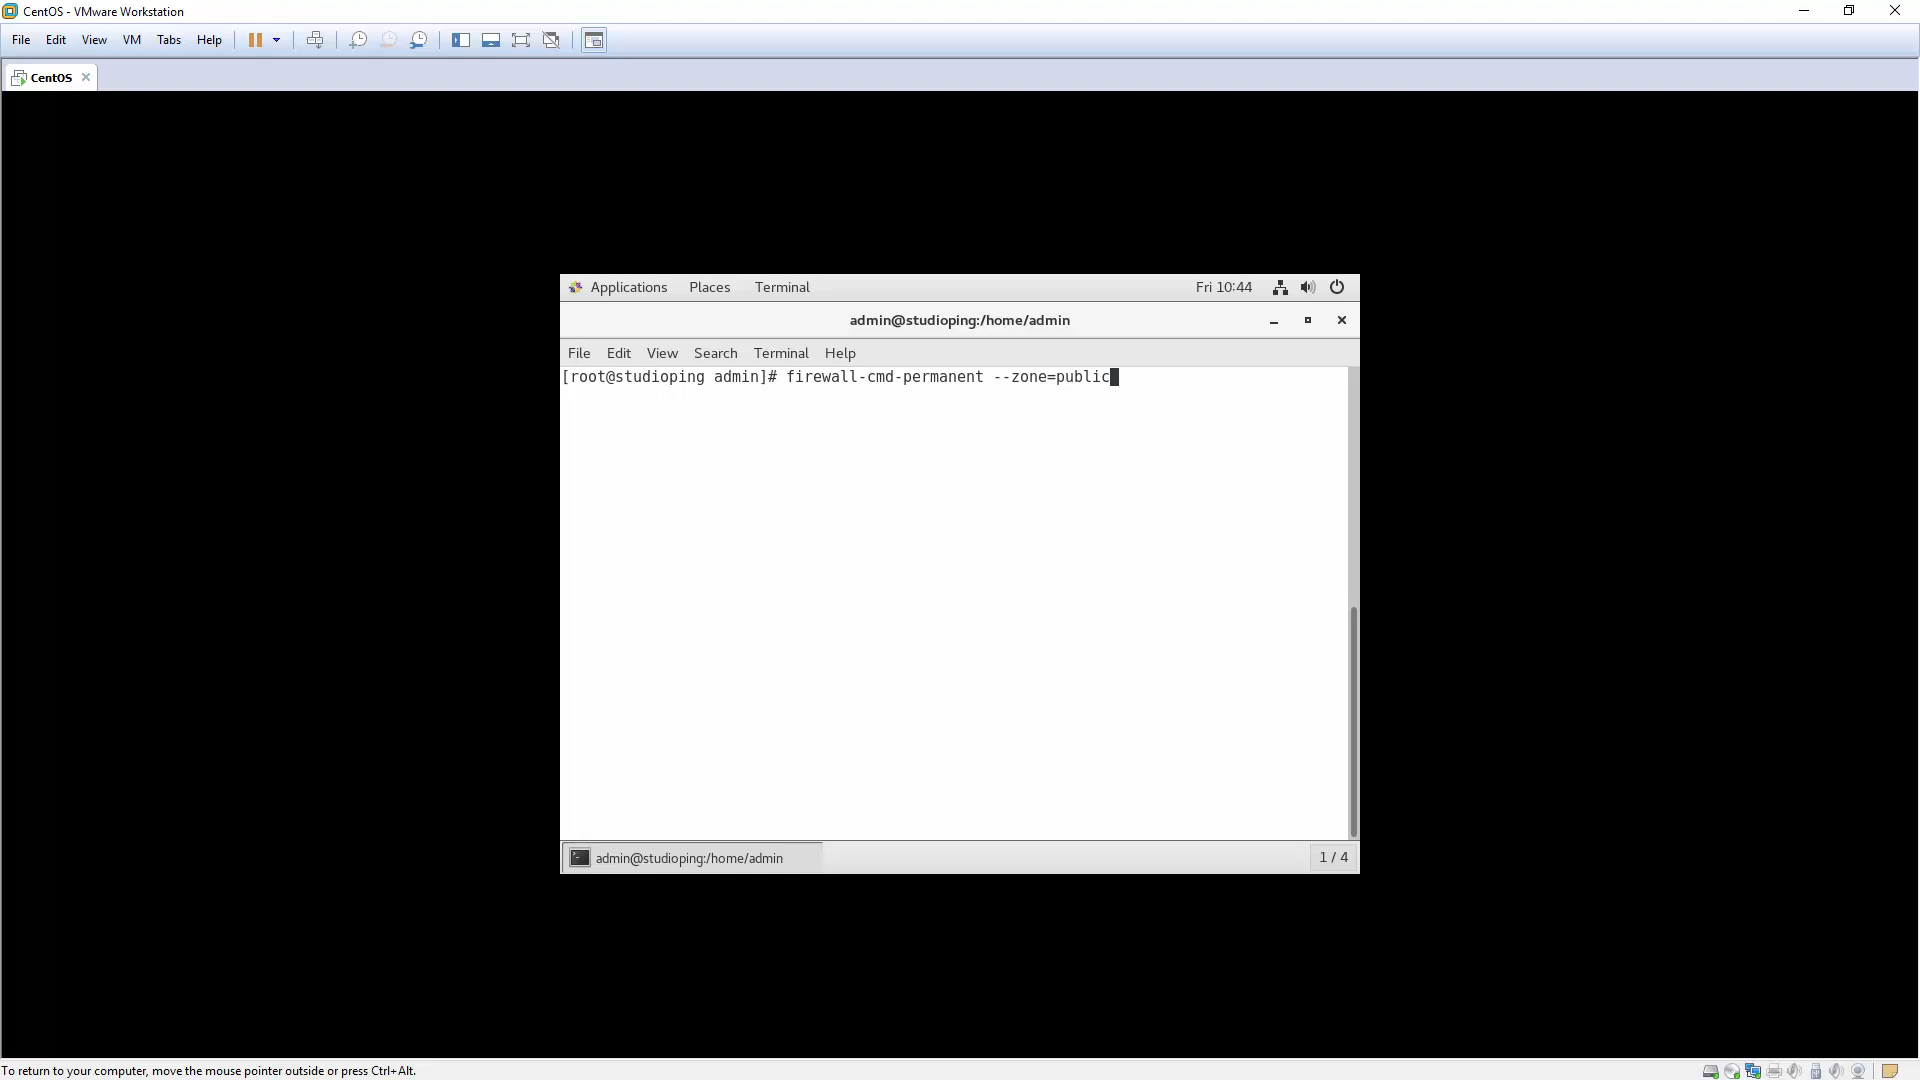 CentOS - VMware Workstation
File Edit View VM Tabs Help
CentOS
Applications Places Terminal Fri 10:44
admin@studioping:/home/admin
File Edit View Search Terminal Help
[root@studioping admin]# firewall-cmd-permanent --zone=public
admin@studioping:/home/admin 1 / 4
To return to your computer, move the mouse pointer outside or press Ctrl+Alt.